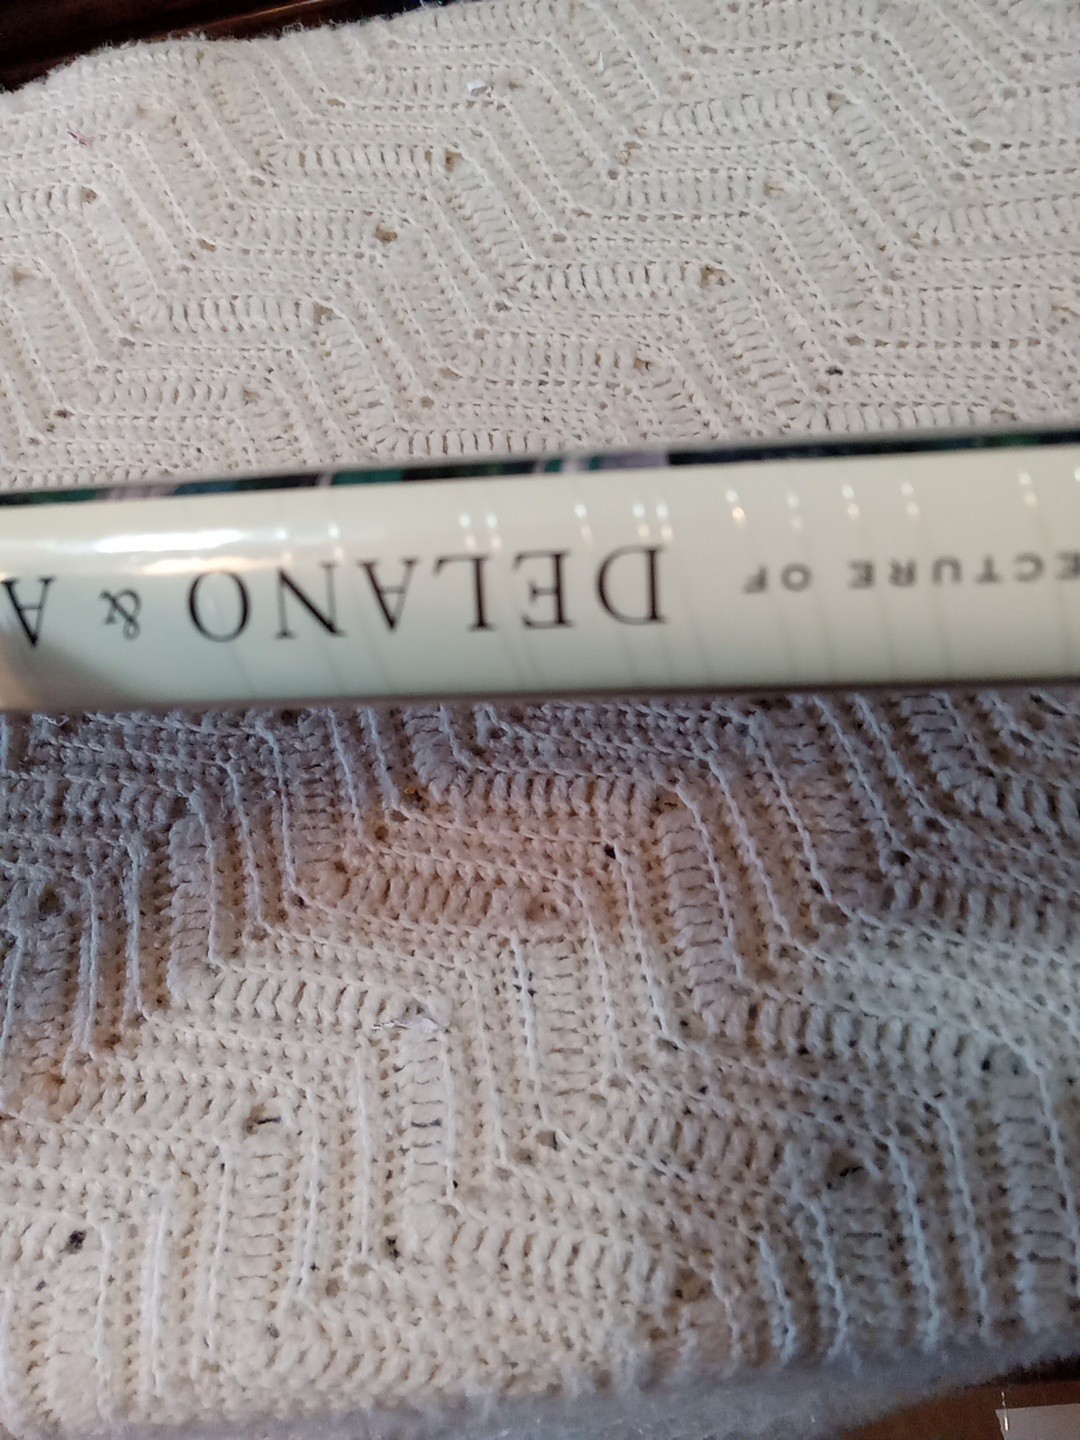 ECTURE OF DELANO & A